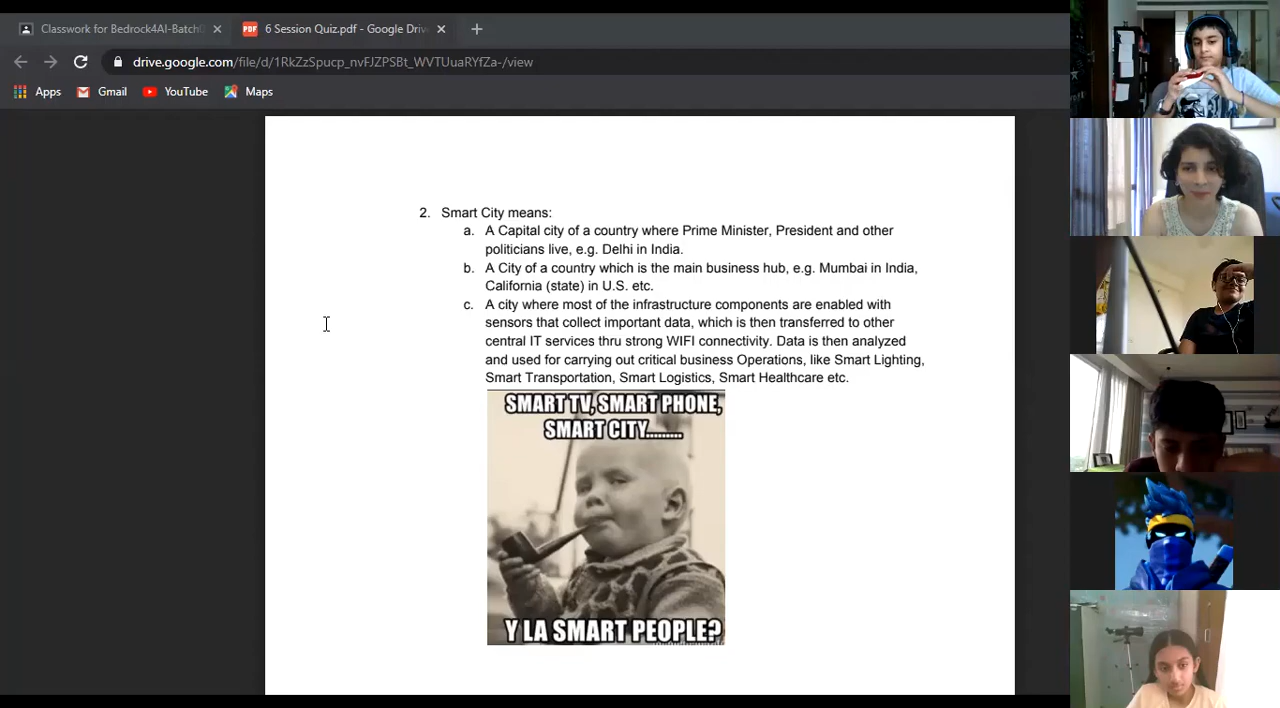 Classwork for Bedrock4AI-Batch
PDF 6 Session Quiz.pdf - Google Driv
drive.google.com/file/d/1RkZzSpucp_nvFJZPSBt_WVTUuaRYfZa-/view
Apps Gmail YouTube Maps
2. Smart City means:
a. A Capital city of a country where Prime Minister, President and other
politicians live, e.g. Delhi in India.
b. A City of a country which is the main business hub, e.g. Mumbai in India,
California (state) in U.S. etc.
c. A city where most of the infrastructure components are enabled with
sensors that collect important data, which is then transferred to other
central IT services thru strong WIFI connectivity. Data is then analyzed
and used for carrying out critical business Operations, like Smart Lighting,
Smart Transportation, Smart Logistics, Smart Healthcare etc.
SMART TV, SMART PHONE,
SMART CITY.........
Y LA SMART PEOPLE?